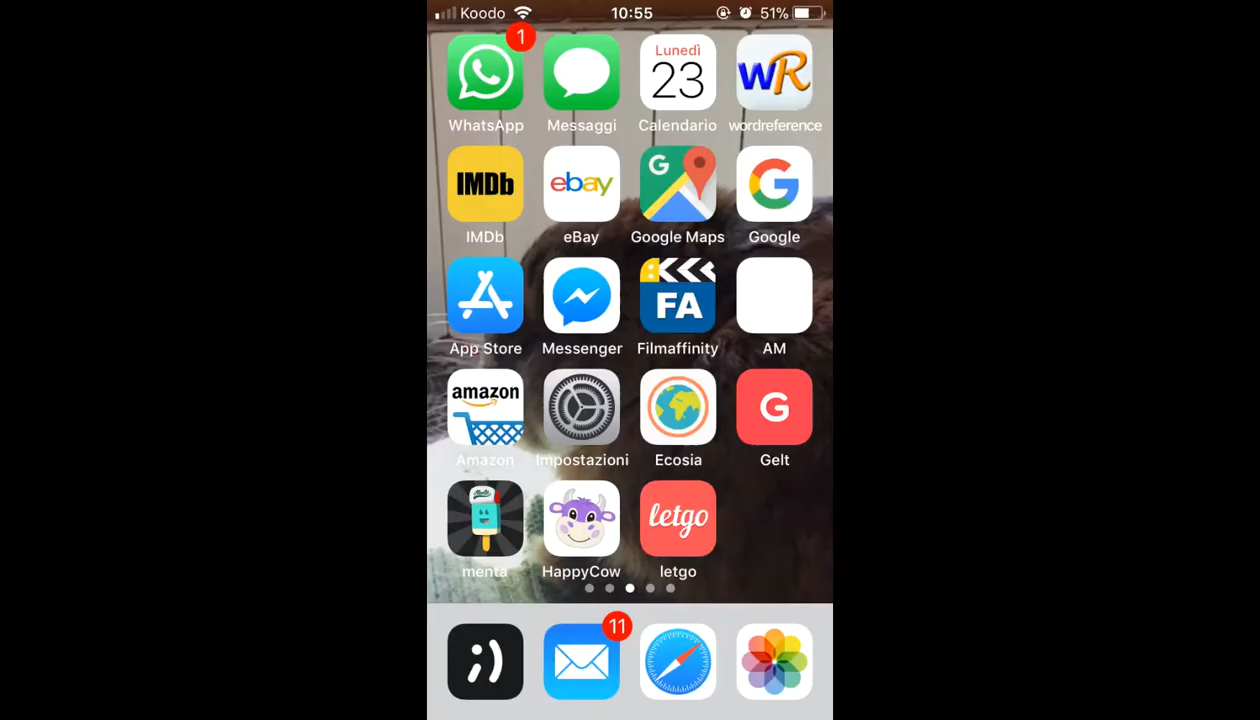 Koodo 10:55 51%
1
Lunedì
23
WR
WhatsApp Messaggi Calendario wordreference
IMDb ebay G G
IMDb eBay Google Maps Google
FA
App Store Messenger Filmaffinity AM
amazon G
Amazon Impostazioni Ecosia Gelt
letgo
menta HappyCow letgo
11
;)